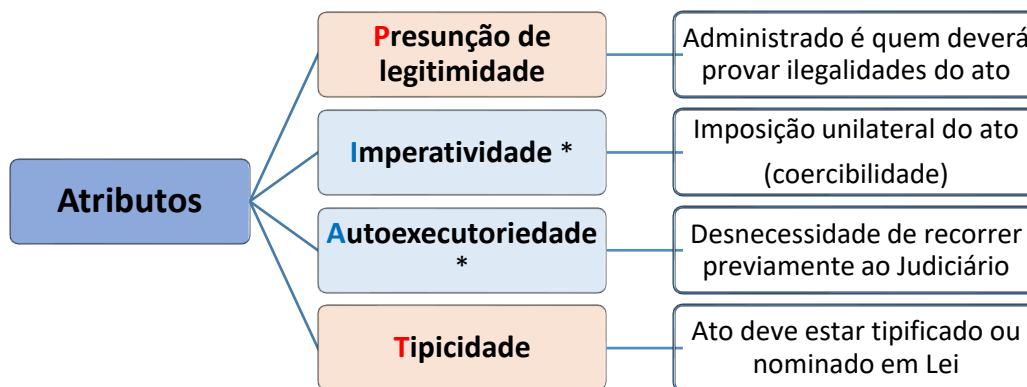 Atributos
Presunção de
legitimidade
Administrado é quem deverá
provar ilegalidades do ato
Imperatividade *
Imposição unilateral do ato
(coercibilidade)
Autoexecutoriedade
*
Desnecessidade de recorrer
previamente ao Judiciário
Tipicidade
Ato deve estar tipificado ou
nominado em Lei